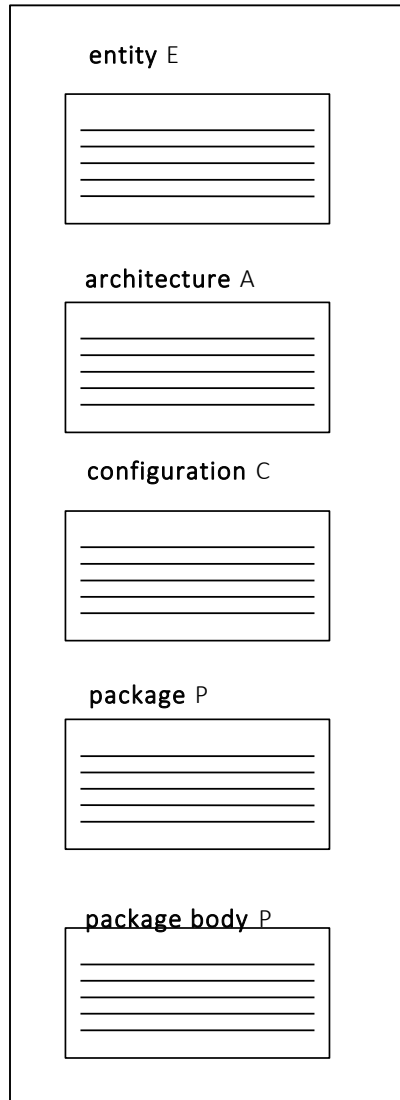 entity E
architecture A
configuration C
package P
package body P